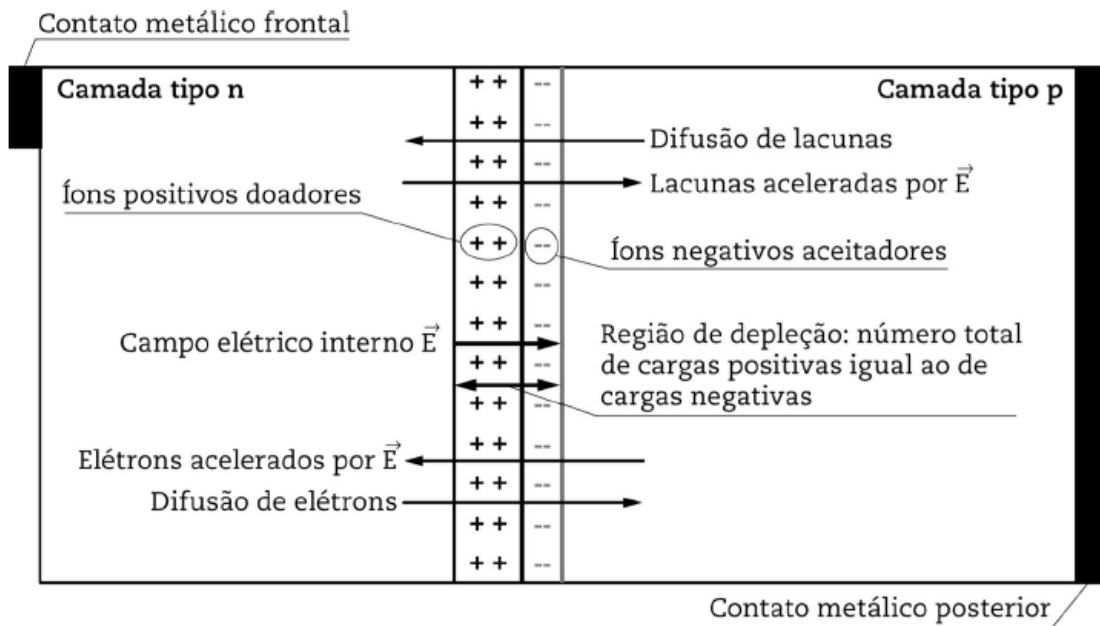 Contato metálico frontal
Camada tipo n
Camada tipo p
+ + --
+ + --
Difusão de lacunas
+ + --
Lacunas aceleradas por E⃗
Íons positivos doadores
+ + --
+ + --
Íons negativos aceitadores
+ + --
+ + --
Campo elétrico interno E⃗
Região de depleção: número total
de cargas positivas igual ao de
cargas negativas
+ + --
+ + --
+ + --
Elétrons acelerados por E⃗
+ + --
Difusão de elétrons
+ + --
+ + --
Contato metálico posterior